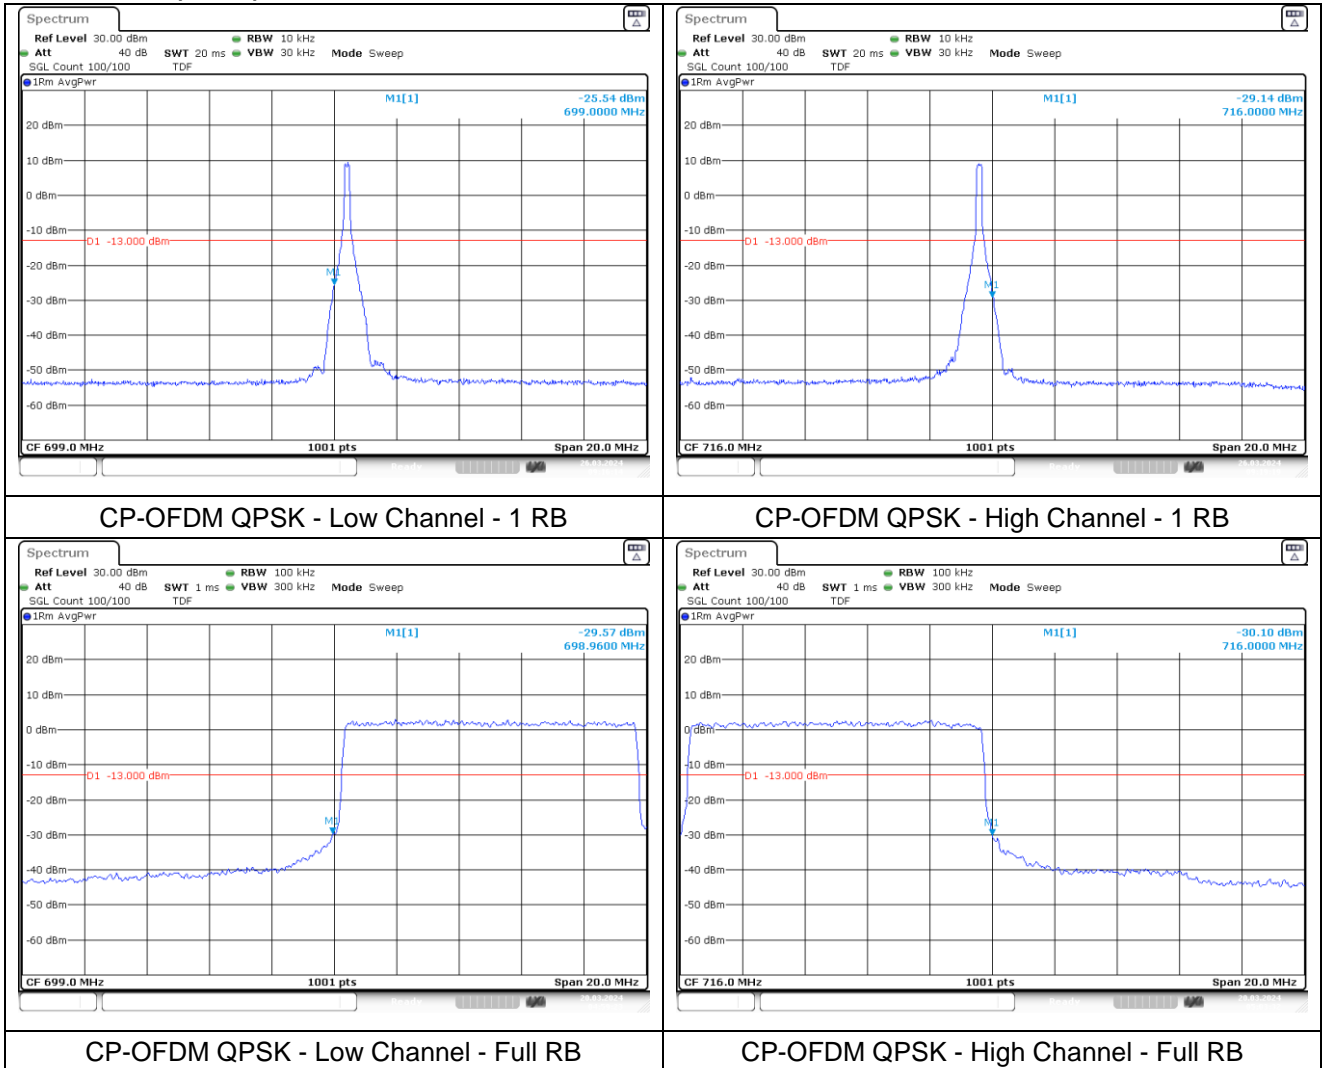 Spectrum
Ref Level 30.00 dBm RBW 10 kHz
Att 40 dB SWT 20 ms VBW 30 kHz Mode Sweep
SGL Count 100/100 TDF
1Rm AvgPwr
M1[1] -25.54 dBm
699.0000 MHz
20 dBm
10 dBm
0 dBm
-10 dBm
D1 -13.000 dBm
-20 dBm
M1
-30 dBm
-40 dBm
-50 dBm
-60 dBm
CF 699.0 MHz 1001 pts Span 20.0 MHz
CP-OFDM QPSK - Low Channel - 1 RB
Spectrum
Ref Level 30.00 dBm RBW 10 kHz
Att 40 dB SWT 20 ms VBW 30 kHz Mode Sweep
SGL Count 100/100 TDF
1Rm AvgPwr
M1[1] -29.14 dBm
716.0000 MHz
20 dBm
10 dBm
0 dBm
-10 dBm
D1 -13.000 dBm
-20 dBm
M1
-30 dBm
-40 dBm
-50 dBm
-60 dBm
CF 716.0 MHz 1001 pts Span 20.0 MHz
CP-OFDM QPSK - High Channel - 1 RB
Spectrum
Ref Level 30.00 dBm RBW 100 kHz
Att 40 dB SWT 1 ms VBW 300 kHz Mode Sweep
SGL Count 100/100 TDF
1Rm AvgPwr
M1[1] -29.57 dBm
698.9600 MHz
20 dBm
10 dBm
0 dBm
-10 dBm
D1 -13.000 dBm
-20 dBm
M1
-30 dBm
-40 dBm
-50 dBm
-60 dBm
CF 699.0 MHz 1001 pts Span 20.0 MHz
CP-OFDM QPSK - Low Channel - Full RB
Spectrum
Ref Level 30.00 dBm RBW 100 kHz
Att 40 dB SWT 1 ms VBW 300 kHz Mode Sweep
SGL Count 100/100 TDF
1Rm AvgPwr
M1[1] -30.10 dBm
716.0000 MHz
20 dBm
10 dBm
0 dBm
-10 dBm
D1 -13.000 dBm
-20 dBm
M1
-30 dBm
-40 dBm
-50 dBm
-60 dBm
CF 716.0 MHz 1001 pts Span 20.0 MHz
CP-OFDM QPSK - High Channel - Full RB